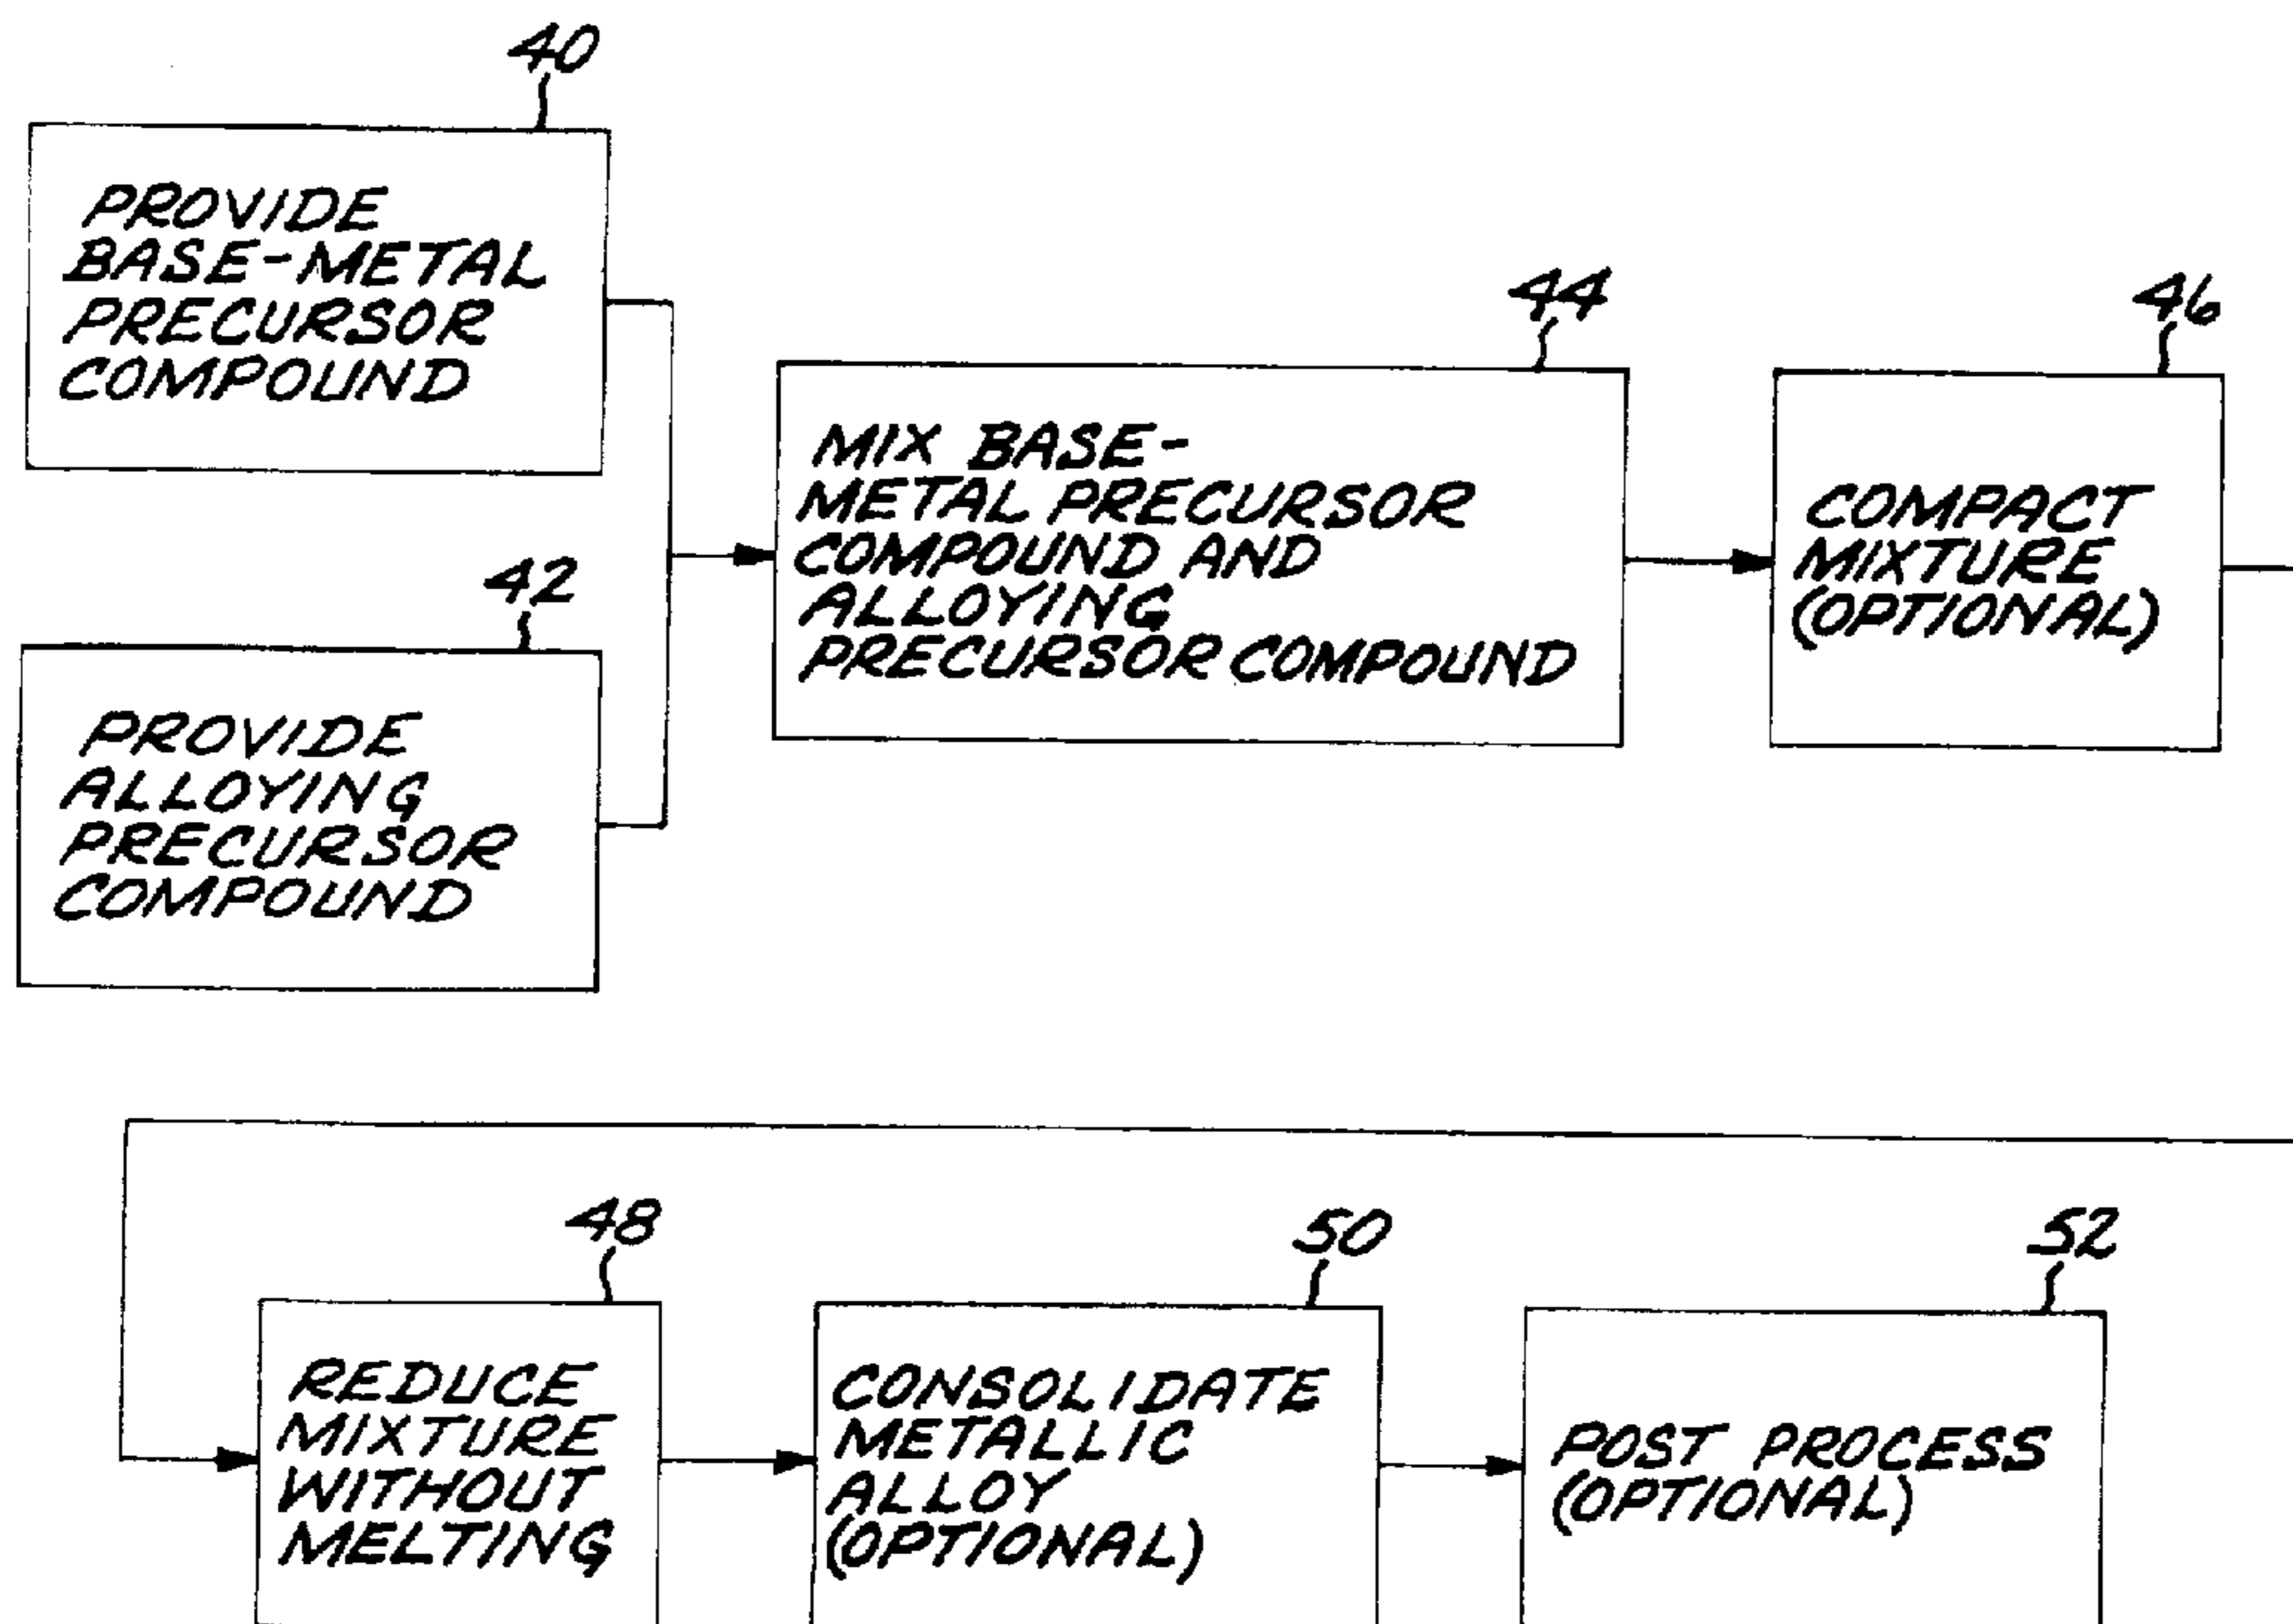 40
PROVIDE
BASE-METAL
PRECURSOR
COMPOUND
42
PROVIDE
ALLOYING
PRECURSOR
COMPOUND
44
MIX BASE-
METAL PRECURSOR
COMPOUND AND
ALLOYING
PRECURSOR COMPOUND
46
COMPACT
MIXTURE
(OPTIONAL)
48
REDUCE
MIXTURE
WITHOUT
MELTING
50
CONSOLIDATE
METALLIC
ALLOY
(OPTIONAL)
52
POST PROCESS
(OPTIONAL)